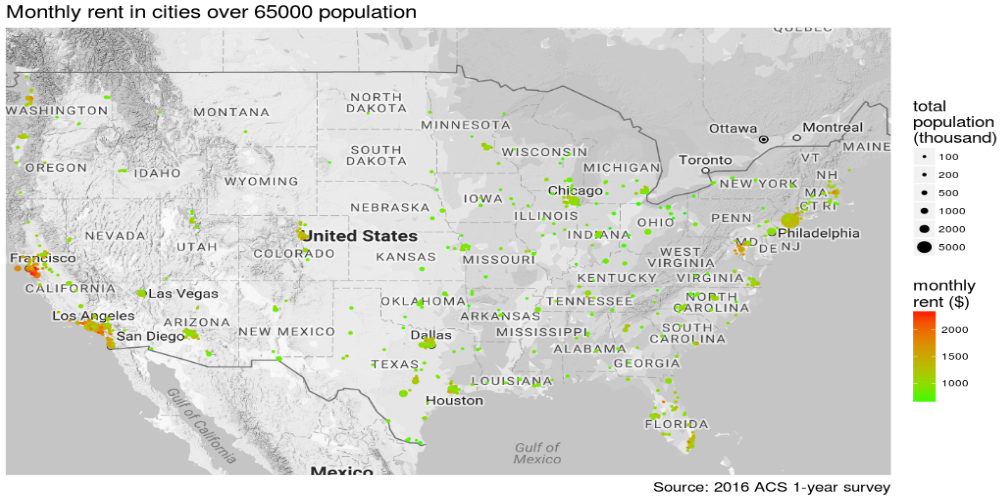 Monthly rent in cities over 65000 population
QUEBEC
WASHINGTON
MONTANA
NORTH
DAKOTA
MINNESOTA
Ottawa
Montreal
MAINE
OREGON
IDAHO
WYOMING
SOUTH
DAKOTA
WISCONSIN
MICHIGAN
Toronto
VT
NH
NEW YORK
MA
CT RI
NEBRASKA
IOWA
Chicago
ILLINOIS
INDIANA
OHIO
PENN
Philadelphia
MD
DE NJ
NEVADA
UTAH
COLORADO
United States
KANSAS
MISSOURI
WEST
VIRGINIA
KENTUCKY
VIRGINIA
Francisco
CALIFORNIA
Las Vegas
Los Angeles
San Diego
ARIZONA
NEW MEXICO
OKLAHOMA
ARKANSAS
TENNESSEE
NORTH
CAROLINA
Dallas
MISSISSIPPI
SOUTH
CAROLINA
ALABAMA
GEORGIA
TEXAS
LOUISIANA
Houston
FLORIDA
Gulf of California
Gulf of
Mexico
Mexico
total
population
(thousand)
100
200
500
1000
2000
5000
monthly
rent ($)
2000
1500
1000
Source: 2016 ACS 1-year survey